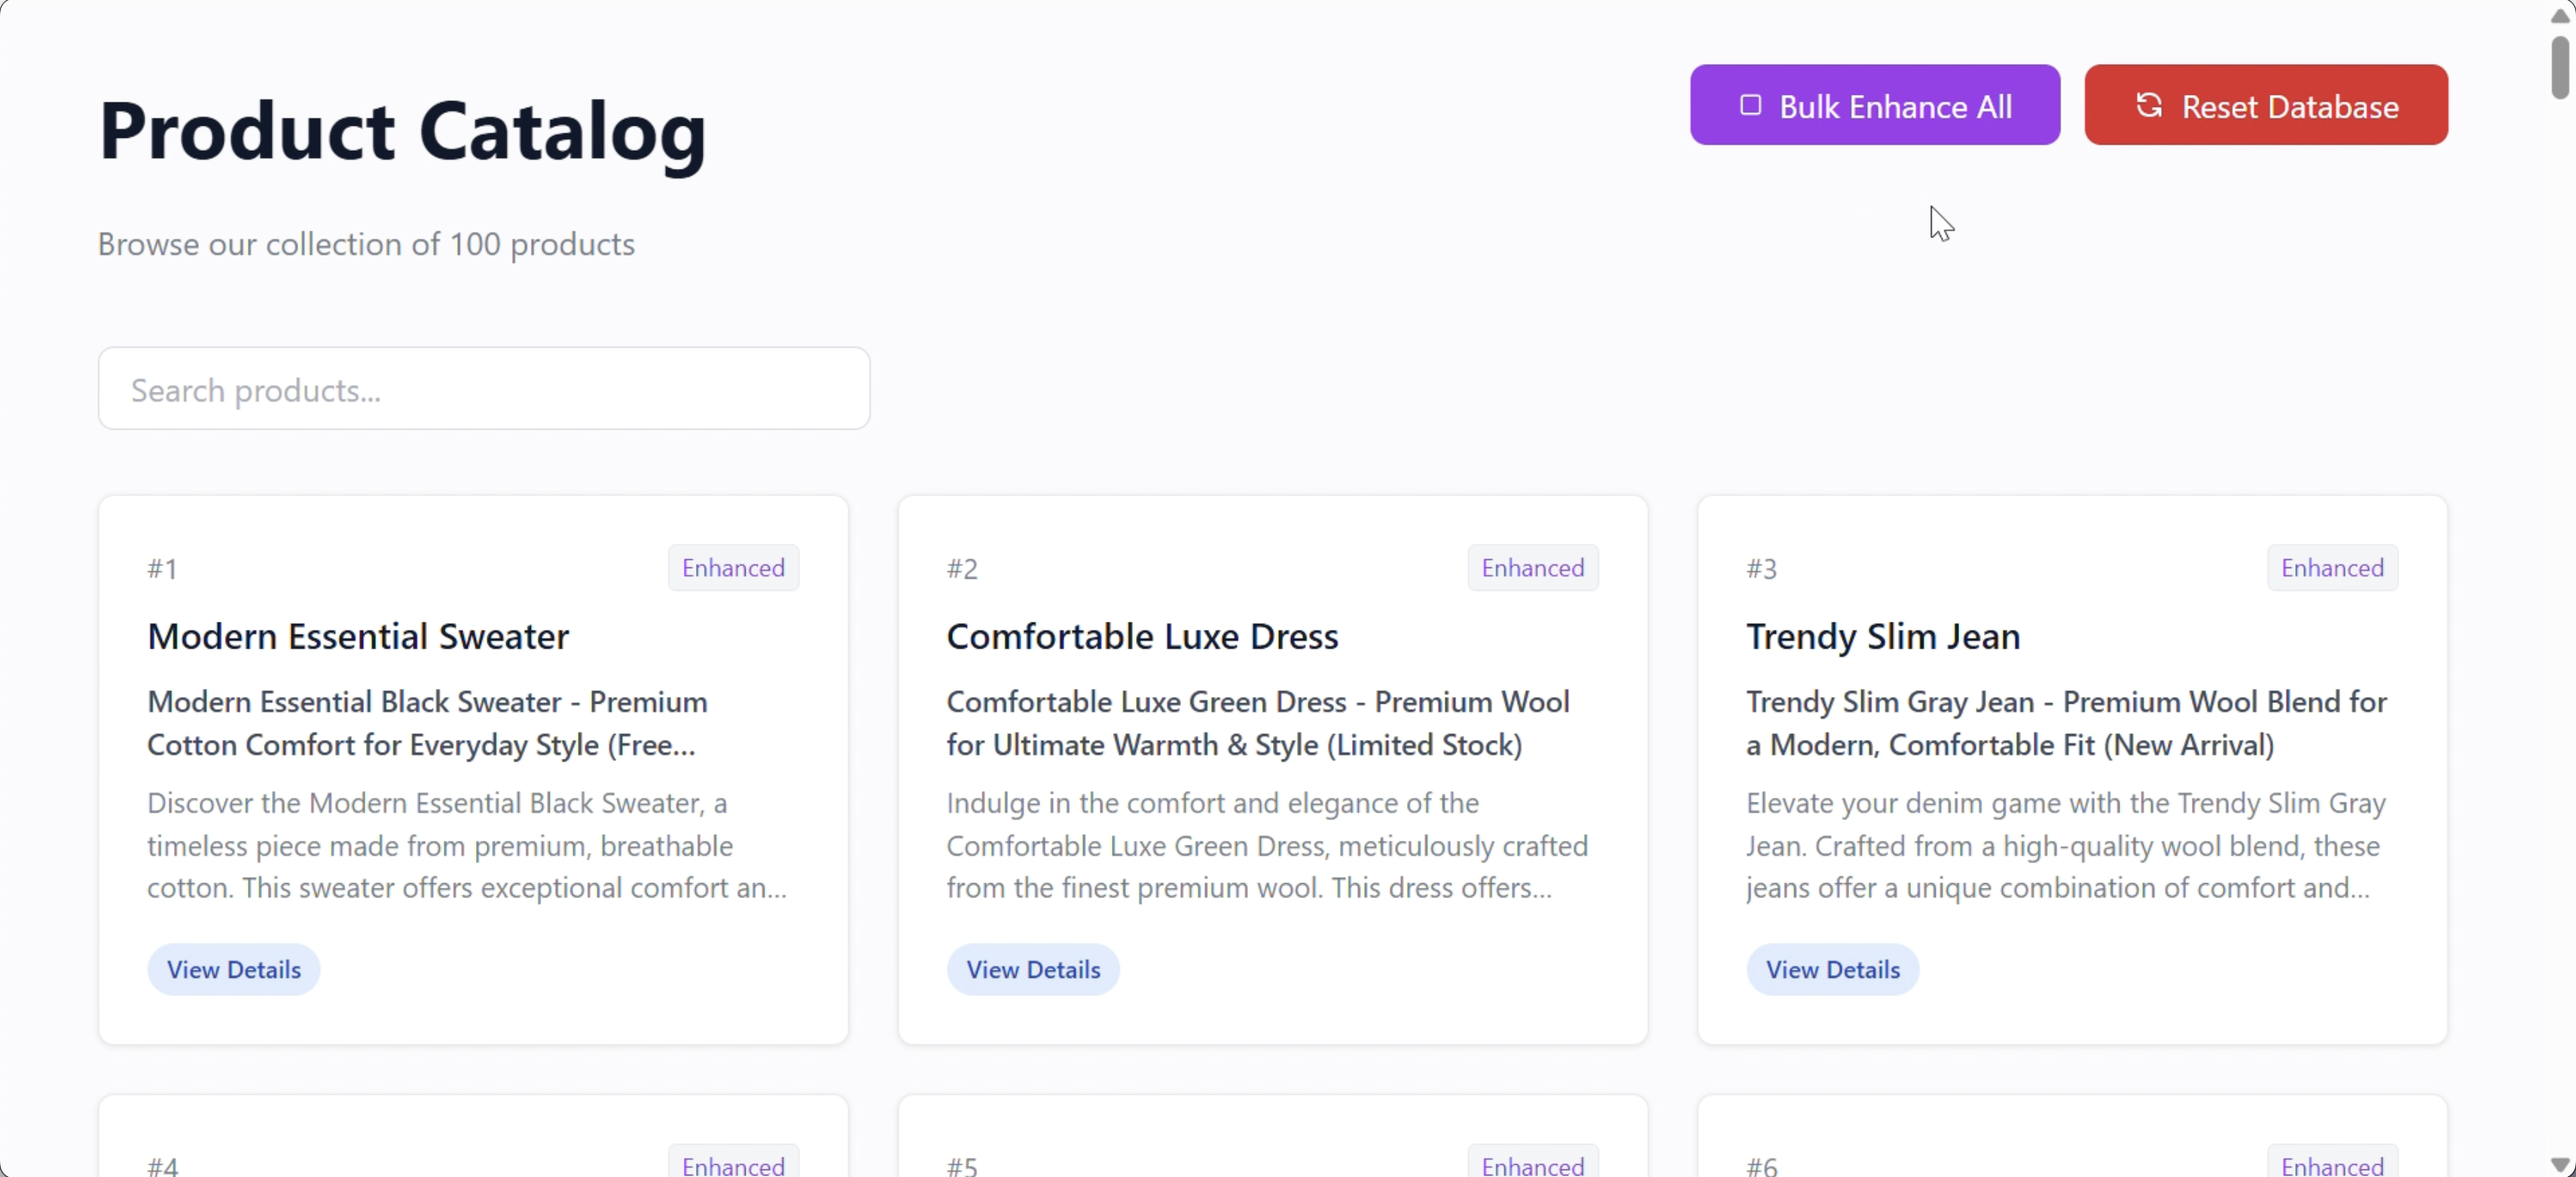 Product Catalog
Bulk Enhance All
Reset Database
Browse our collection of 100 products
Search products...
#1
Enhanced
Modern Essential Sweater
Modern Essential Black Sweater - Premium
Cotton Comfort for Everyday Style (Free...
Discover the Modern Essential Black Sweater, a
timeless piece made from premium, breathable
cotton. This sweater offers exceptional comfort an...
View Details
#2
Enhanced
Comfortable Luxe Dress
Comfortable Luxe Green Dress - Premium Wool
for Ultimate Warmth & Style (Limited Stock)
Indulge in the comfort and elegance of the
Comfortable Luxe Green Dress, meticulously crafted
from the finest premium wool. This dress offers...
View Details
#3
Enhanced
Trendy Slim Jean
Trendy Slim Gray Jean - Premium Wool Blend for
a Modern, Comfortable Fit (New Arrival)
Elevate your denim game with the Trendy Slim Gray
Jean. Crafted from a high-quality wool blend, these
jeans offer a unique combination of comfort and...
View Details
#4
Enhanced
#5
Enhanced
#6
Enhanced